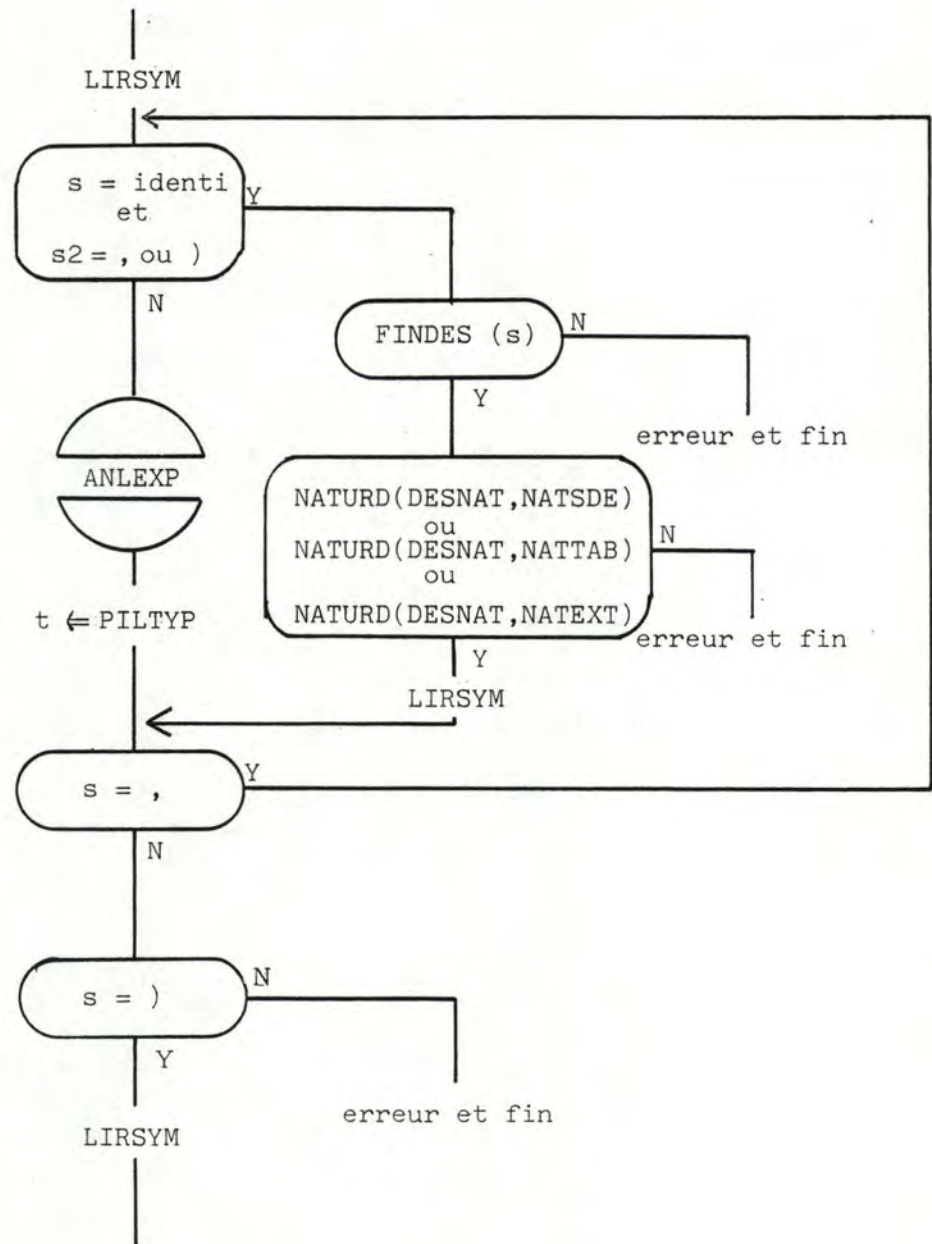 LIRSYM
s = identi
et
s2 = , ou )
Y
N
FINDES (s)
N
Y
erreur et fin
ANLEXP
NATURD(DESNAT,NATSDE)
ou
NATURD(DESNAT,NATTAB)
ou
NATURD(DESNAT,NATEXT)
N
erreur et fin
Y
LIRSYM
t ⇐ PILTYP
s = ,
Y
N
s = )
N
Y
erreur et fin
LIRSYM